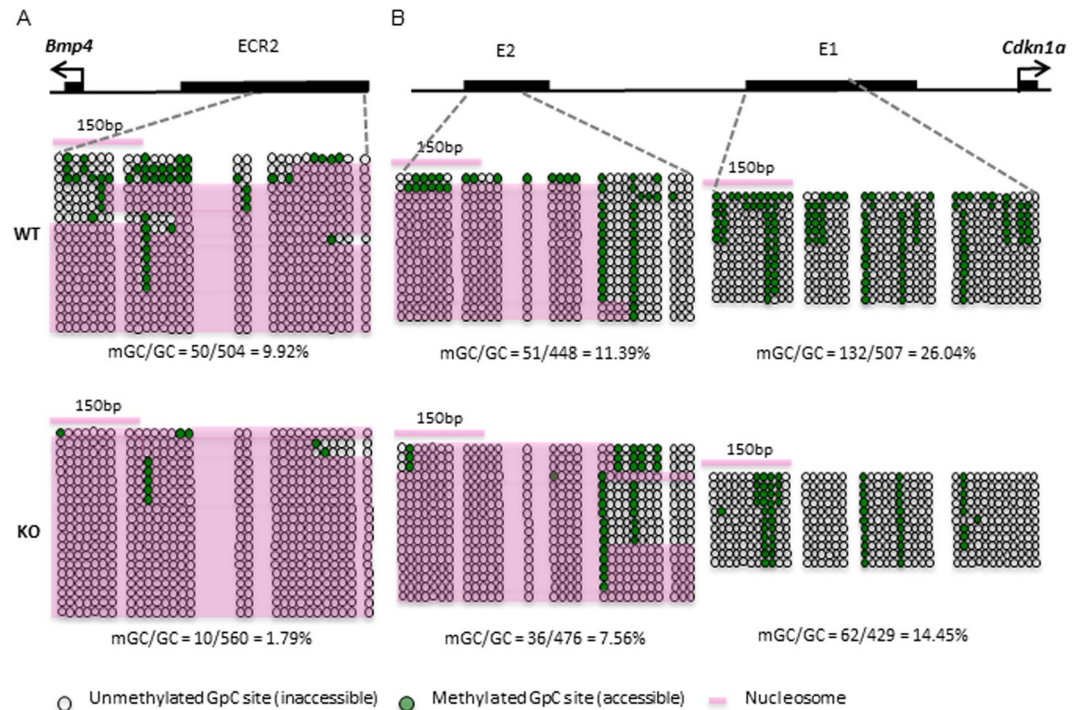 A
B
Bmp4
ECR2
E2
E1
Cdkn1a
150bp
150bp
150bp
WT
mGC/GC = 50/504 = 9.92%
mGC/GC = 51/448 = 11.39%
mGC/GC = 132/507 = 26.04%
150bp
150bp
150bp
KO
mGC/GC = 10/560 = 1.79%
mGC/GC = 36/476 = 7.56%
mGC/GC = 62/429 = 14.45%
Unmethylated GpC site (inaccessible)
Methylated GpC site (accessible)
Nucleosome